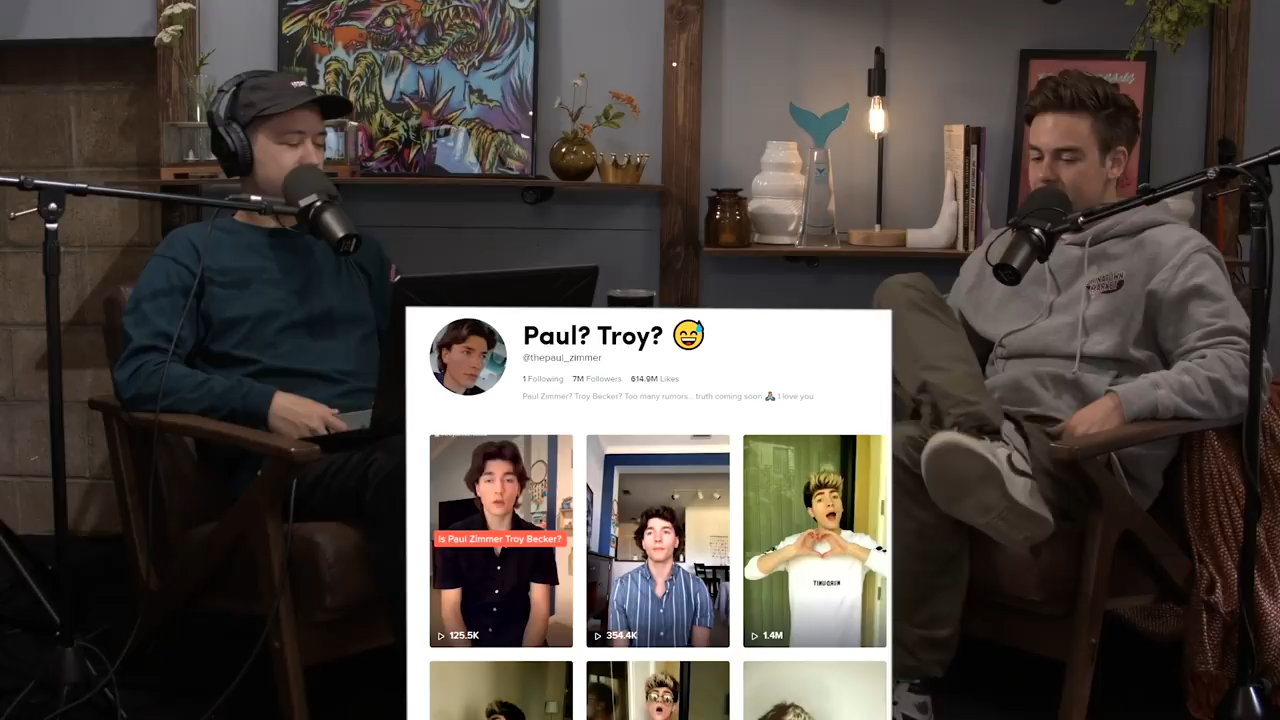 Paul? Troy? 😅
@thepaul_zimmer
1 Following 7M Followers 614.9M Likes
Paul Zimmer? Troy Becker? Too many rumors... truth coming soon 🙏🏼 I love you
Is Paul Zimmer Troy Becker?
125.5K
354.4K
1.4M